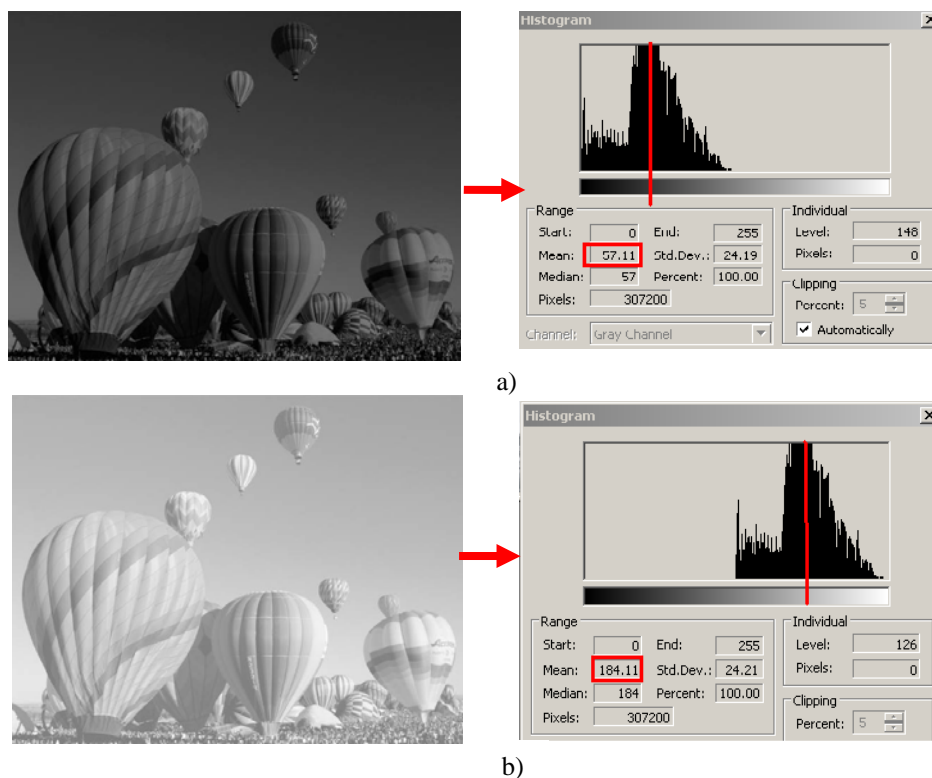 Histogram
Range
Start: 0 End: 255
Mean: 57.11 Std.Dev.: 24.19
Median: 57 Percent: 100.00
Pixels: 307200
Individual
Level: 148
Pixels: 0
Clipping
Percent: 5
Automatically
Channel: Gray Channel
a)
Histogram
Range
Start: 0 End: 255
Mean: 184.11 Std.Dev.: 24.21
Median: 184 Percent: 100.00
Pixels: 307200
Individual
Level: 126
Pixels: 0
Clipping
Percent: 5
b)